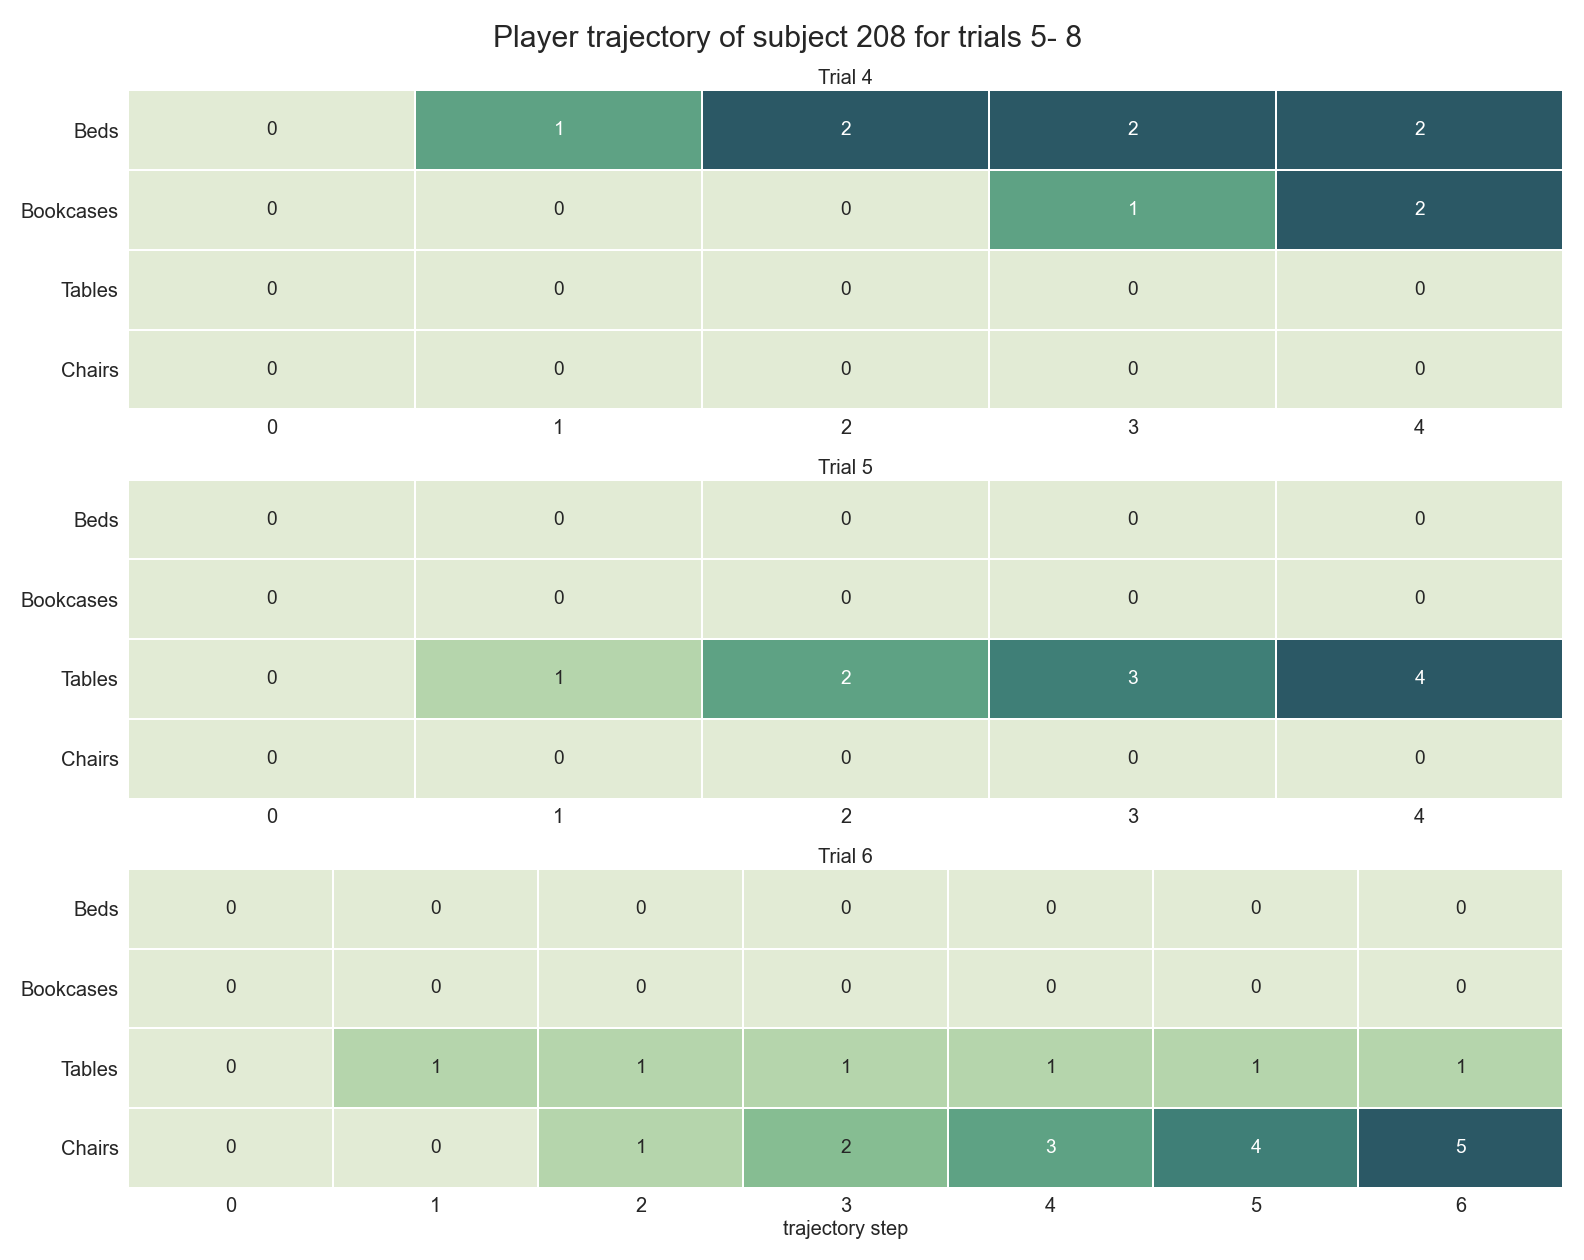 Player trajectory of subject 208 for trials 5- 8
Trial 4
Beds 0 1 2 2 2
Bookcases 0 0 0 1 2
Tables 0 0 0 0 0
Chairs 0 0 0 0 0
0 1 2 3 4
Trial 5
Beds 0 0 0 0 0
Bookcases 0 0 0 0 0
Tables 0 1 2 3 4
Chairs 0 0 0 0 0
0 1 2 3 4
Trial 6
Beds 0 0 0 0 0 0 0
Bookcases 0 0 0 0 0 0 0
Tables 0 1 1 1 1 1 1
Chairs 0 0 1 2 3 4 5
0 1 2 3 4 5 6
trajectory step